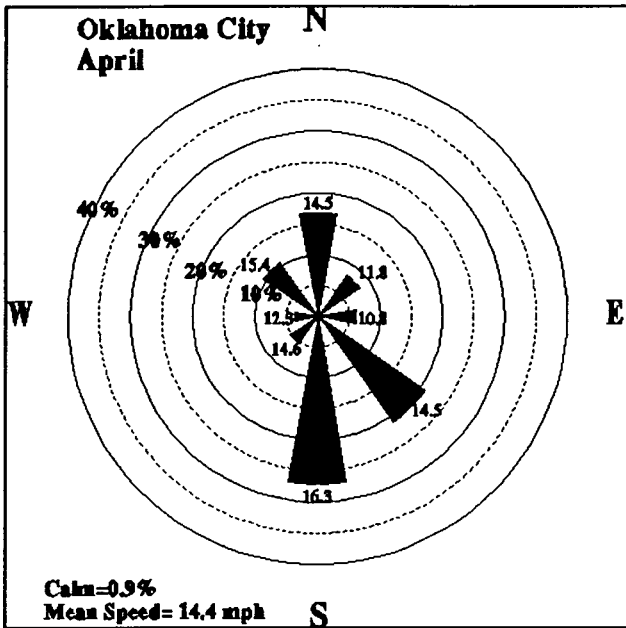 N
Oklahoma City
April
14.5
40%
30%
20%
15.4
11.8
10%
W
12.3
10.8
E
14.6
14.5
16.3
Calm=0.9%
Mean Speed= 14.4 mph
S